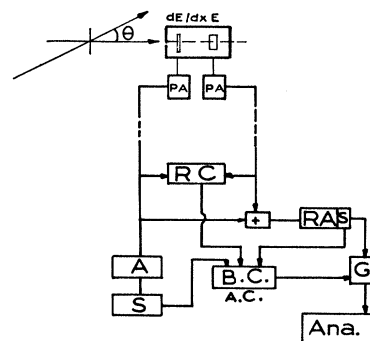 dE/dx E
θ
PA PA
RC
+ RA S
A
B.C. G
A.C.
S
Ana.